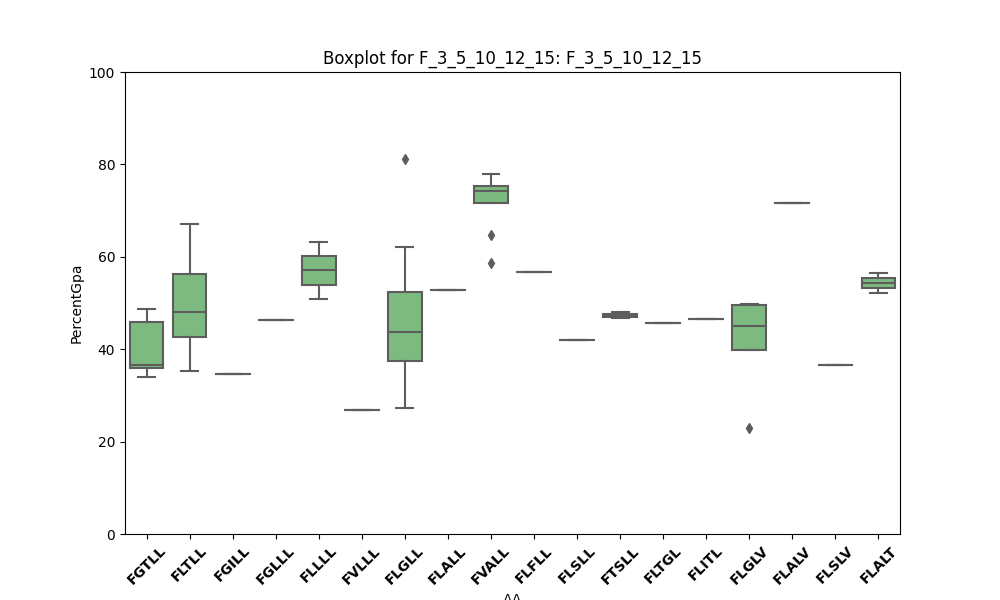 Boxplot for F_3_5_10_12_15: F_3_5_10_12_15
100
80
60
40
20
0
PercentGpa
FGTLL FLTLL FGILL FGLLL FLLLL FVLLL FLGLL FLALL FVALL FLFLL FLSLL FTSLL FLTGL FLITL FLGLV FLALV FLSLV FLALT
AA